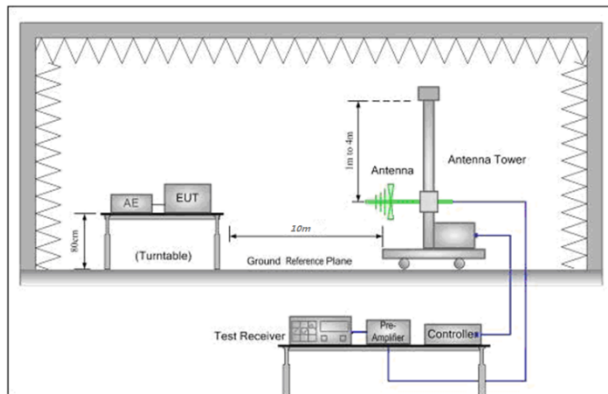 1m to 4m
Antenna
Antenna Tower
AE
EUT
80cm
(Turntable)
10m
Ground Reference Plane
Test Receiver
Pre-
Amplifier
Controller